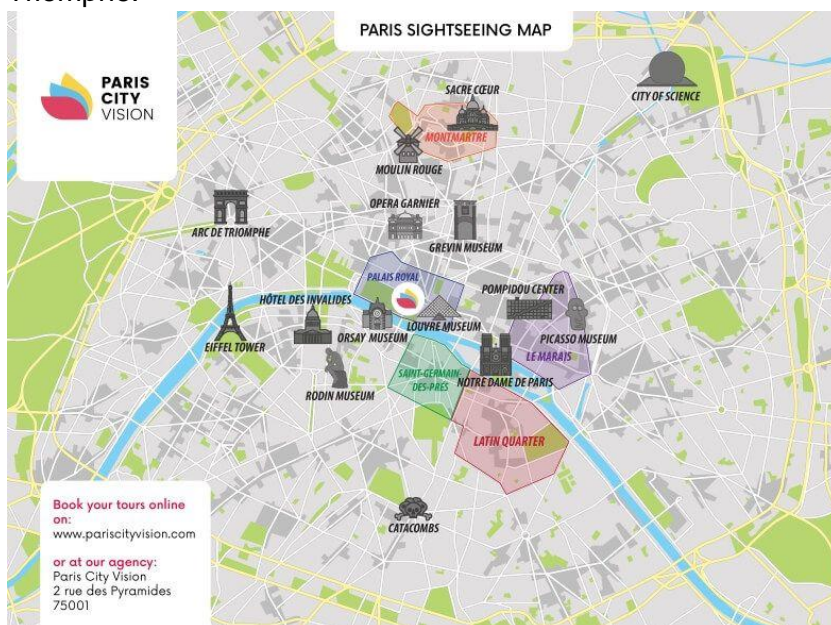 PARIS SIGHTSEEING MAP
PARIS
CITY
VISION
SACRE CŒUR
CITY OF SCIENCE
MONTMARTRE
MOULIN ROUGE
OPERA GARNIER
ARC DE TRIOMPHE
GREVIN MUSEUM
PALAIS ROYAL
POMPIDOU CENTER
HÔTEL DES INVALIDES
LOUVRE MUSEUM
ORSAY MUSEUM
PICASSO MUSEUM
EIFFEL TOWER
LE MARAIS
SAINT-GERMAIN-
DES-PRES
NOTRE DAME DE PARIS
RODIN MUSEUM
LATIN QUARTER
CATACOMBS
Book your tours online
on:
www.pariscityvision.com
or at our agency:
Paris City Vision
2 rue des Pyramides
75001